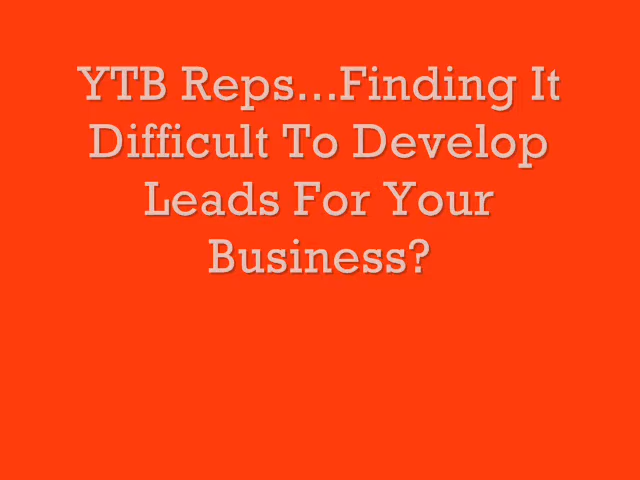 YTB Reps...Finding It
Difficult To Develop
Leads For Your
Business?